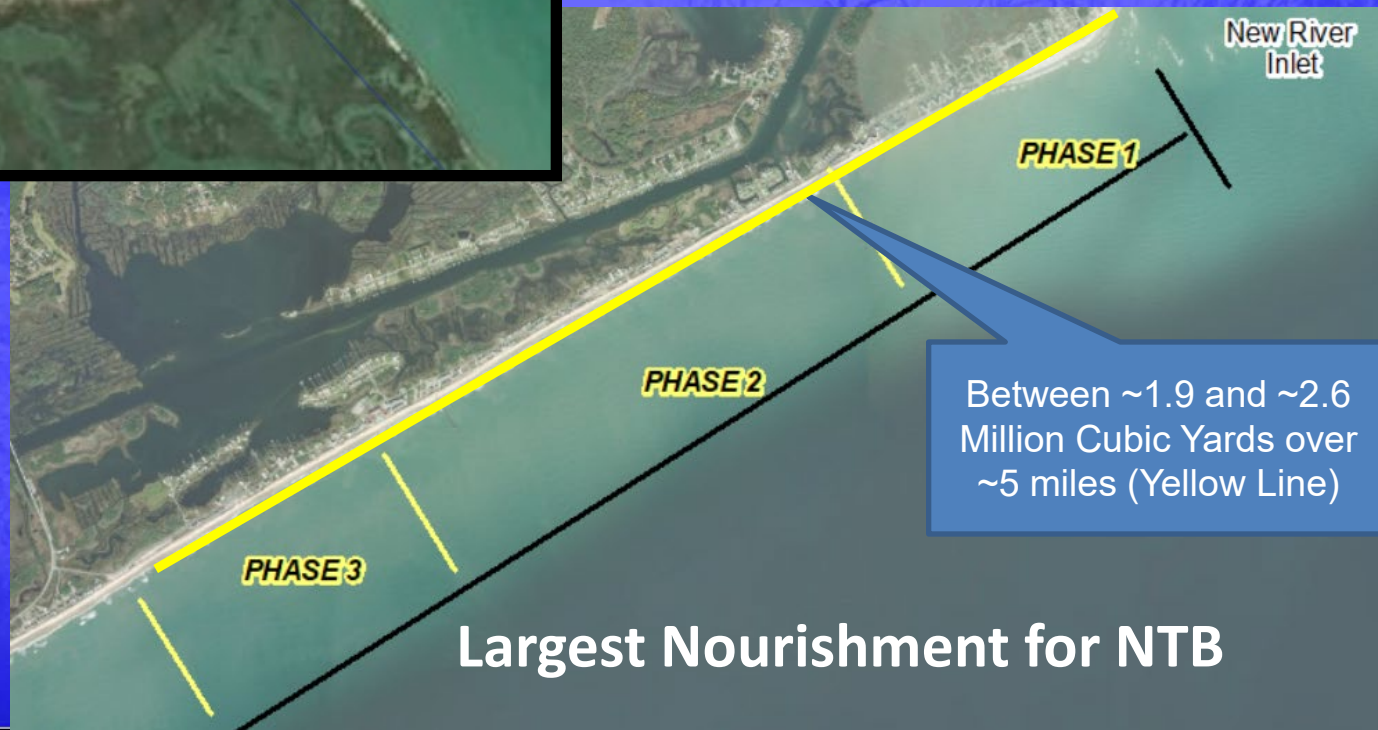 New River
Inlet
PHASE 1
PHASE 2
Between ~1.9 and ~2.6
Million Cubic Yards over
~5 miles (Yellow Line)
PHASE 3
Largest Nourishment for NTB